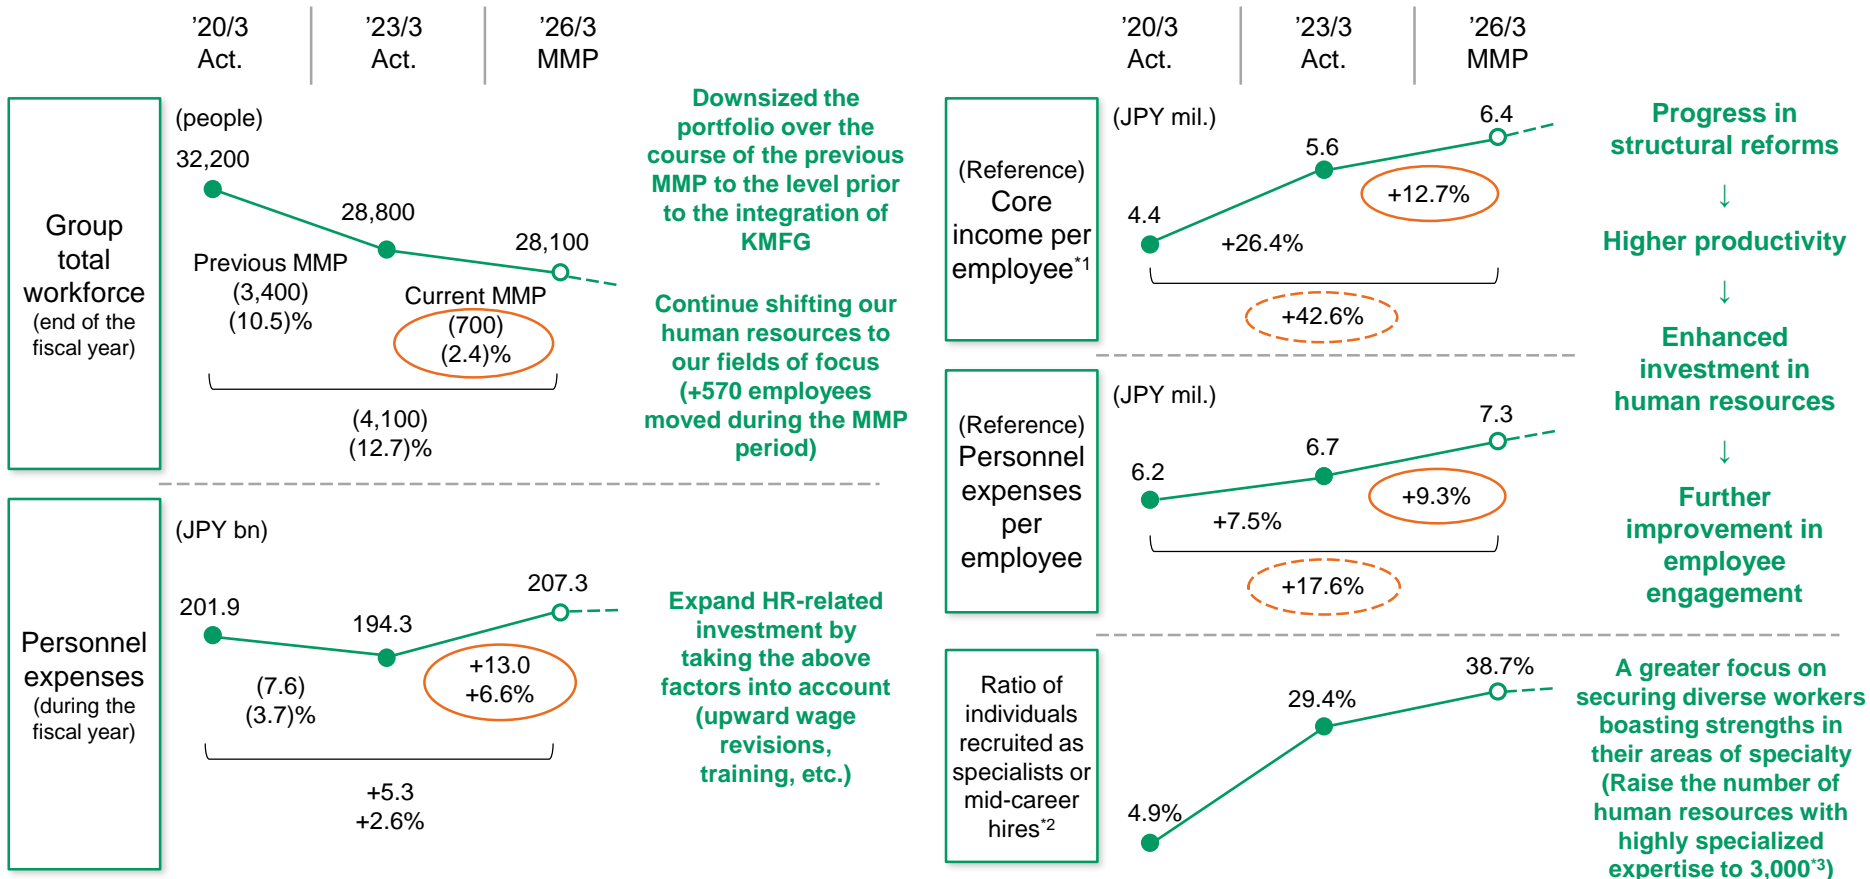 ’20/3
Act.
’23/3
Act.
’26/3
MMP
Group
total
workforce
(end of the
fiscal year)
(people)
32,200
28,800
28,100
Previous MMP
(3,400)
(10.5)%
Current MMP
(700)
(2.4)%
(4,100)
(12.7)%
Downsized the
portfolio over the
course of the previous
MMP to the level prior
to the integration of
KMFG
Continue shifting our
human resources to
our fields of focus
(+570 employees
moved during the MMP
period)
Personnel
expenses
(during the
fiscal year)
(JPY bn)
201.9
194.3
207.3
(7.6)
(3.7)%
+13.0
+6.6%
+5.3
+2.6%
Expand HR-related
investment by
taking the above
factors into account
(upward wage
revisions,
training, etc.)
’20/3
Act.
’23/3
Act.
’26/3
MMP
(Reference)
Core
income per
employee*1
(JPY mil.)
4.4
5.6
6.4
+26.4%
+12.7%
+42.6%
(Reference)
Personnel
expenses
per
employee
(JPY mil.)
6.2
6.7
7.3
+7.5%
+9.3%
+17.6%
Progress in
structural reforms
↓
Higher productivity
↓
Enhanced
investment in
human resources
↓
Further
improvement in
employee
engagement
Ratio of
individuals
recruited as
specialists or
mid-career
hires*2
4.9%
29.4%
38.7%
A greater focus on
securing diverse workers
boasting strengths in
their areas of specialty
(Raise the number of
human resources with
highly specialized
expertise to 3,000*3)